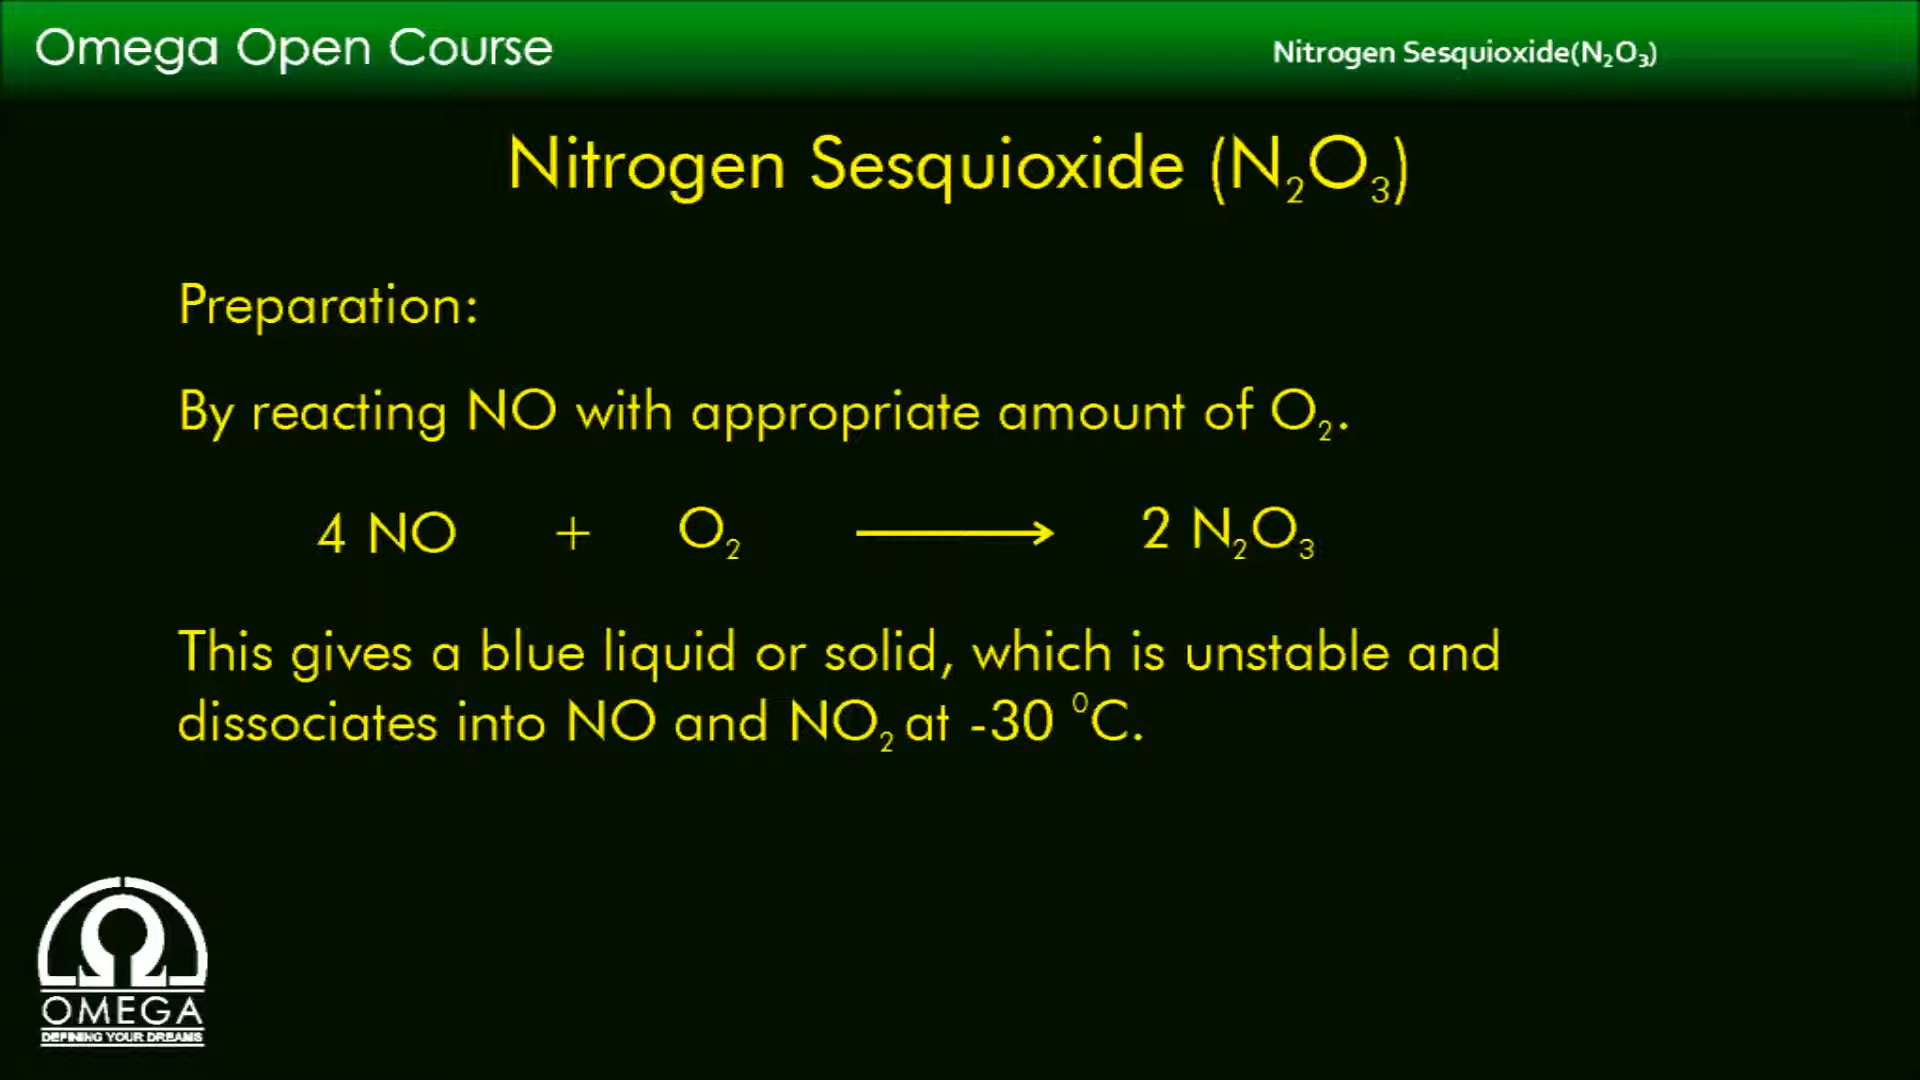 Omega Open Course
Nitrogen Sesquioxide(N₂O₃)
Nitrogen Sesquioxide (N₂O₃)
Preparation:
By reacting NO with appropriate amount of O₂.
4 NO + O₂ ⟶ 2 N₂O₃
This gives a blue liquid or solid, which is unstable and
dissociates into NO and NO₂ at -30 ⁰C.
OMEGA
DEFINING YOUR DREAMS